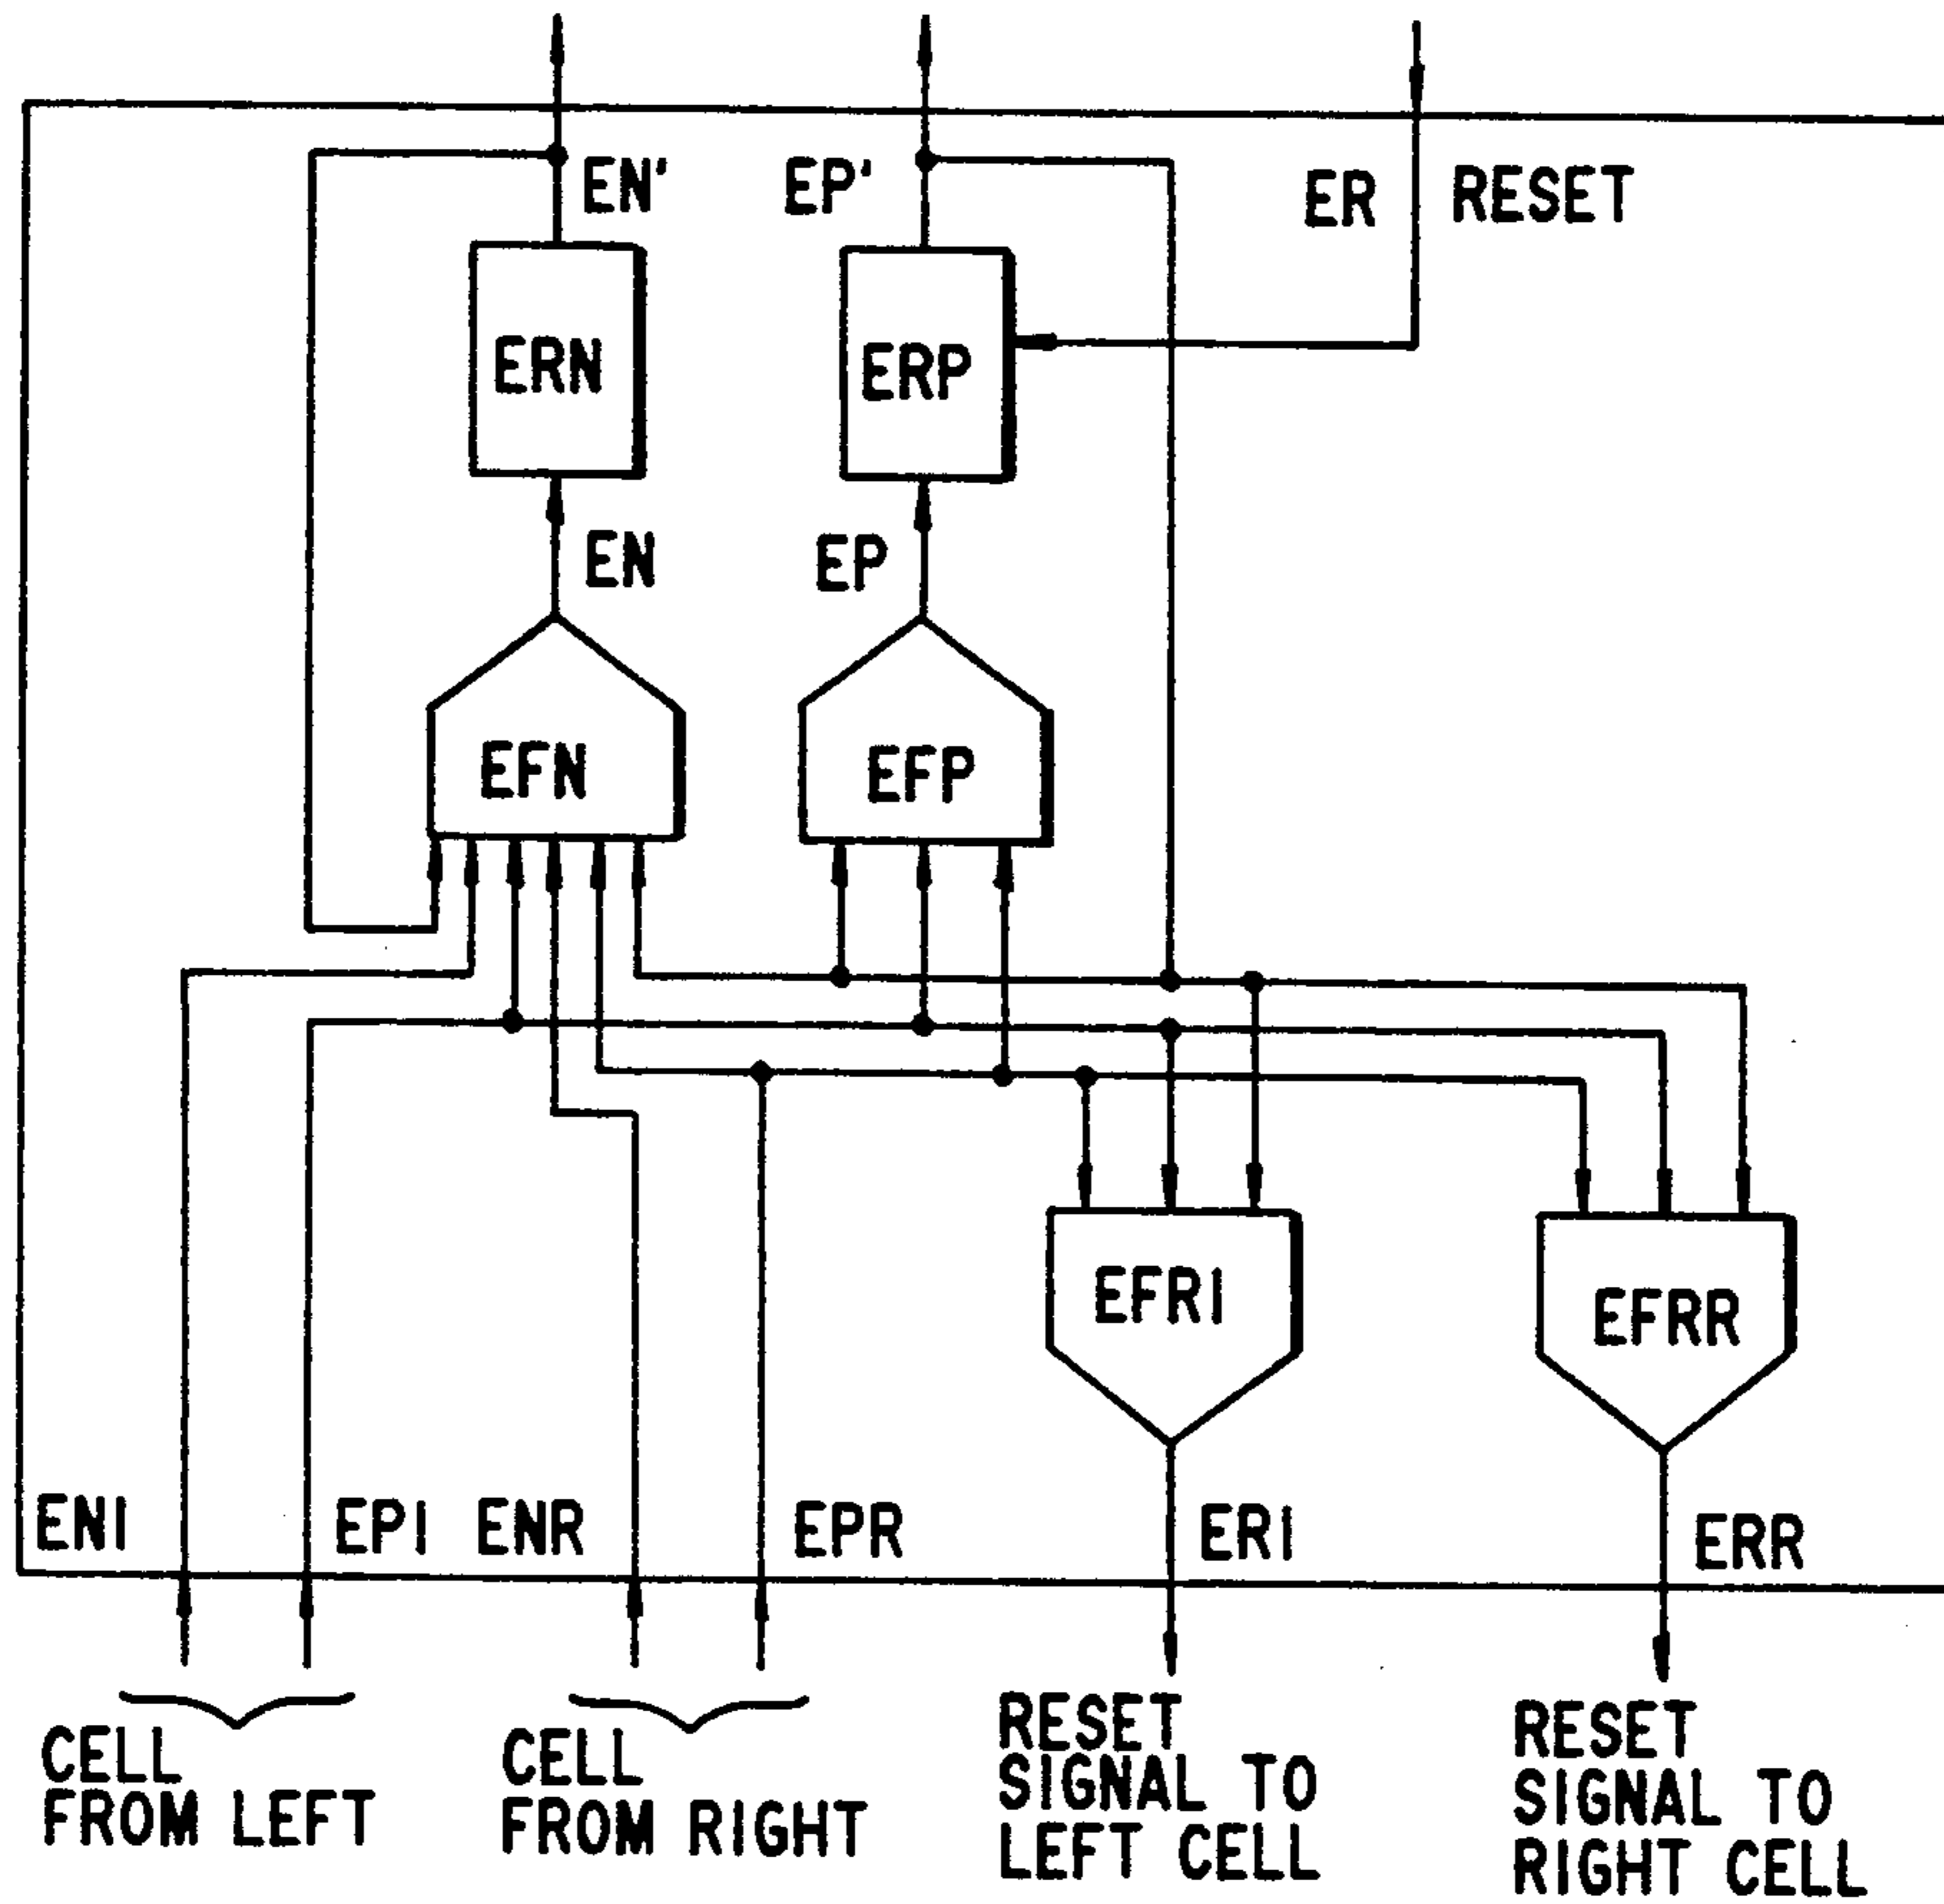 EN' EP' ER RESET
ERN ERP
EN EP
EFN EFP
EFRI EFRR
ENI EPI ENR EPR ERI ERR
CELL
FROM LEFT
CELL
FROM RIGHT
RESET
SIGNAL TO
LEFT CELL
RESET
SIGNAL TO
RIGHT CELL